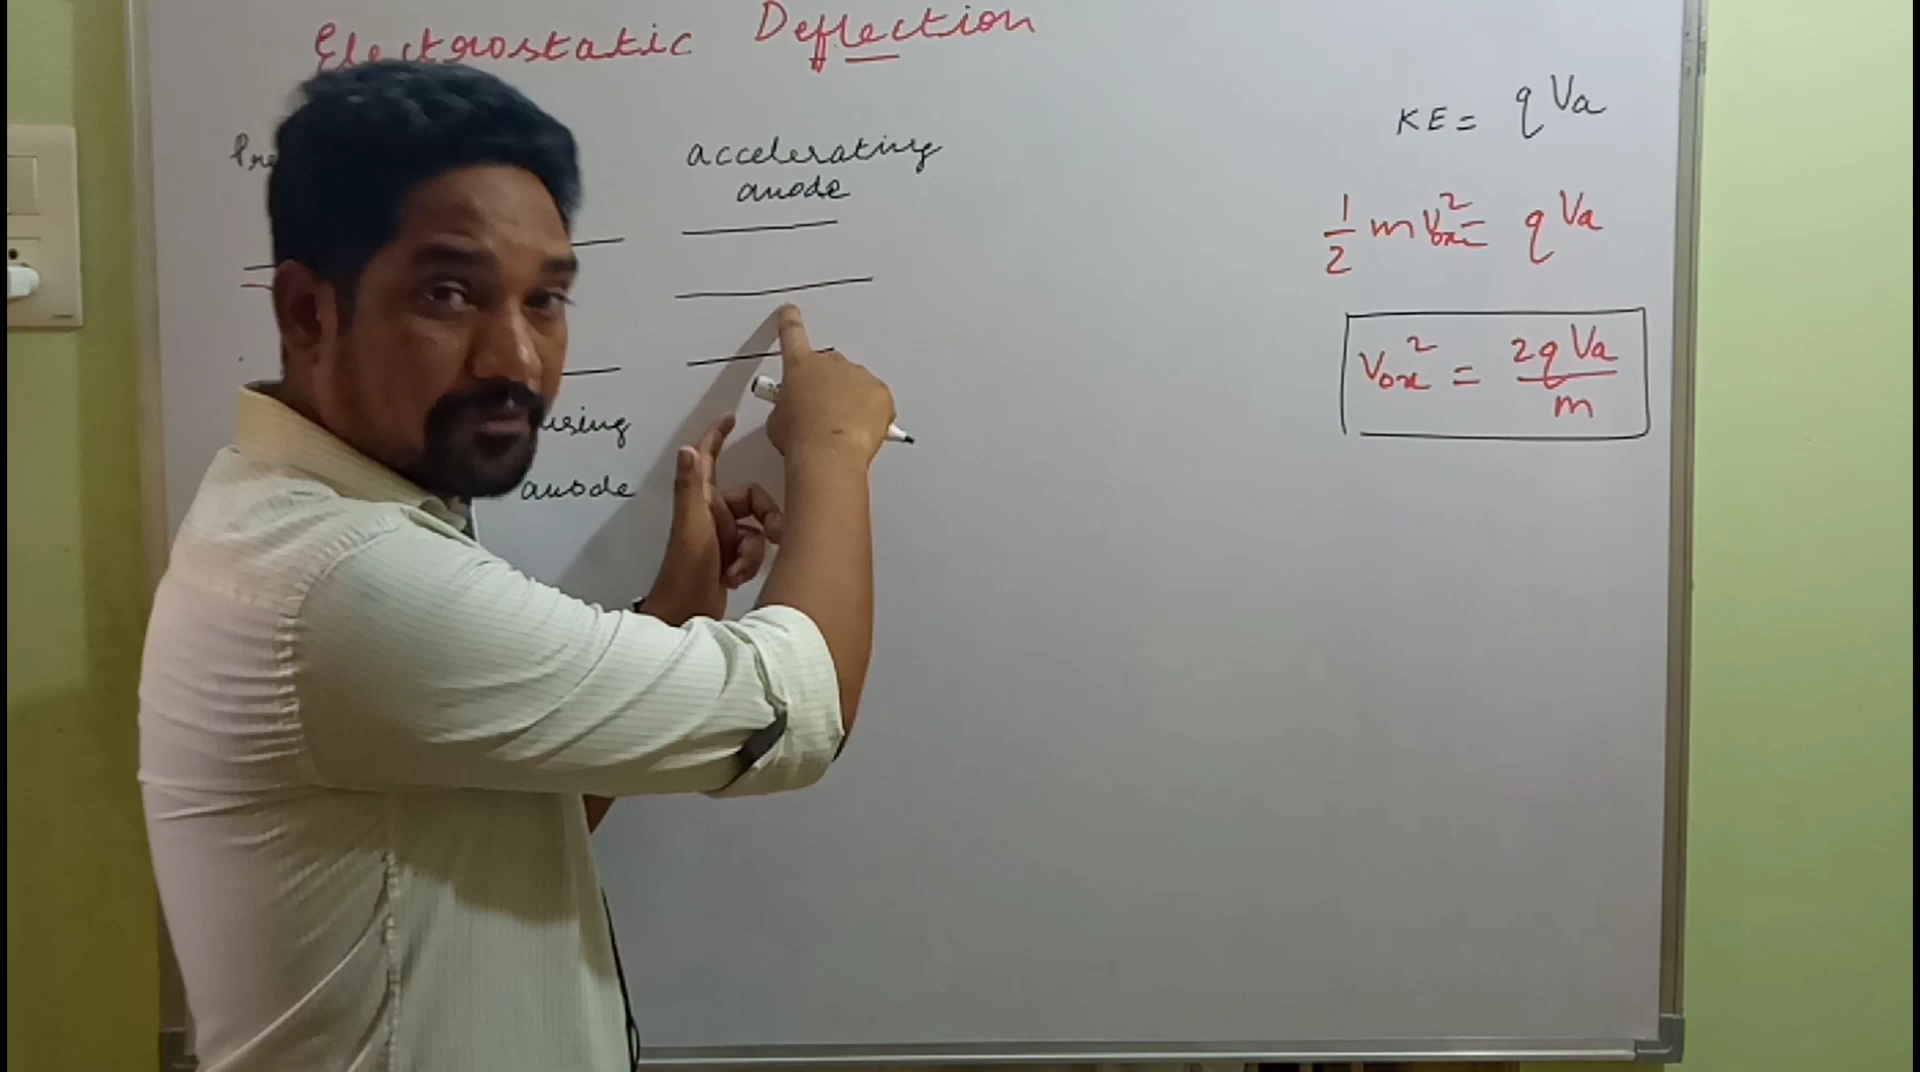 Electrostatic Deflection
accelerating
anode
anode
KE = qVa
1/2 mVox² = qVa
Vox² = 2qVa/m